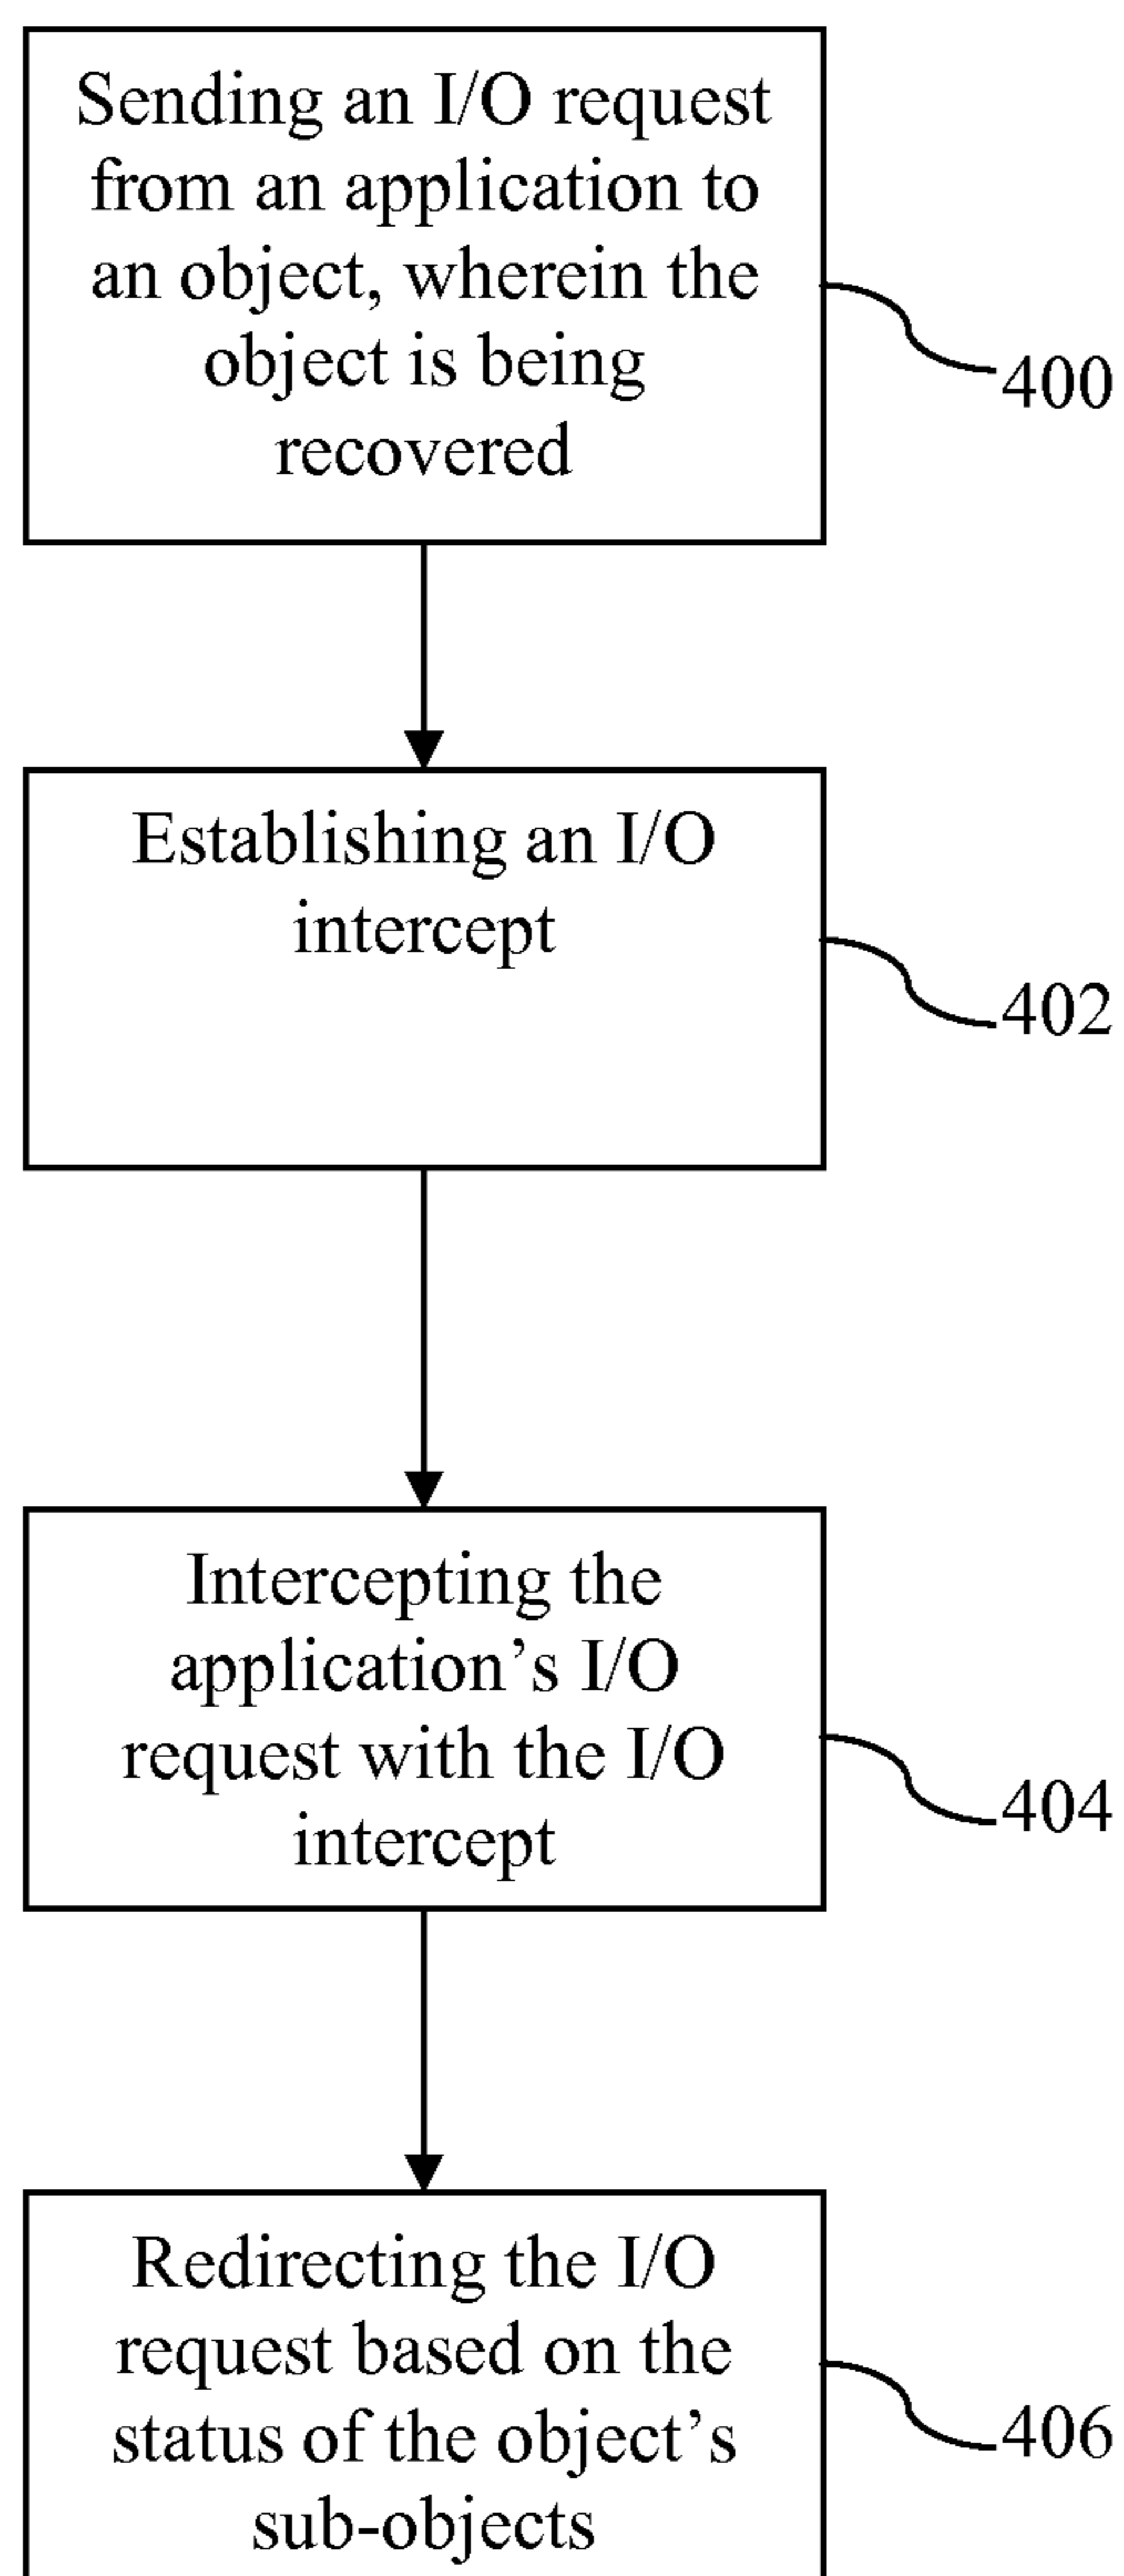 Sending an I/O request
from an application to
an object, wherein the
object is being
recovered
400
Establishing an I/O
intercept
402
Intercepting the
application’s I/O
request with the I/O
intercept
404
Redirecting the I/O
request based on the
status of the object’s
sub-objects
406